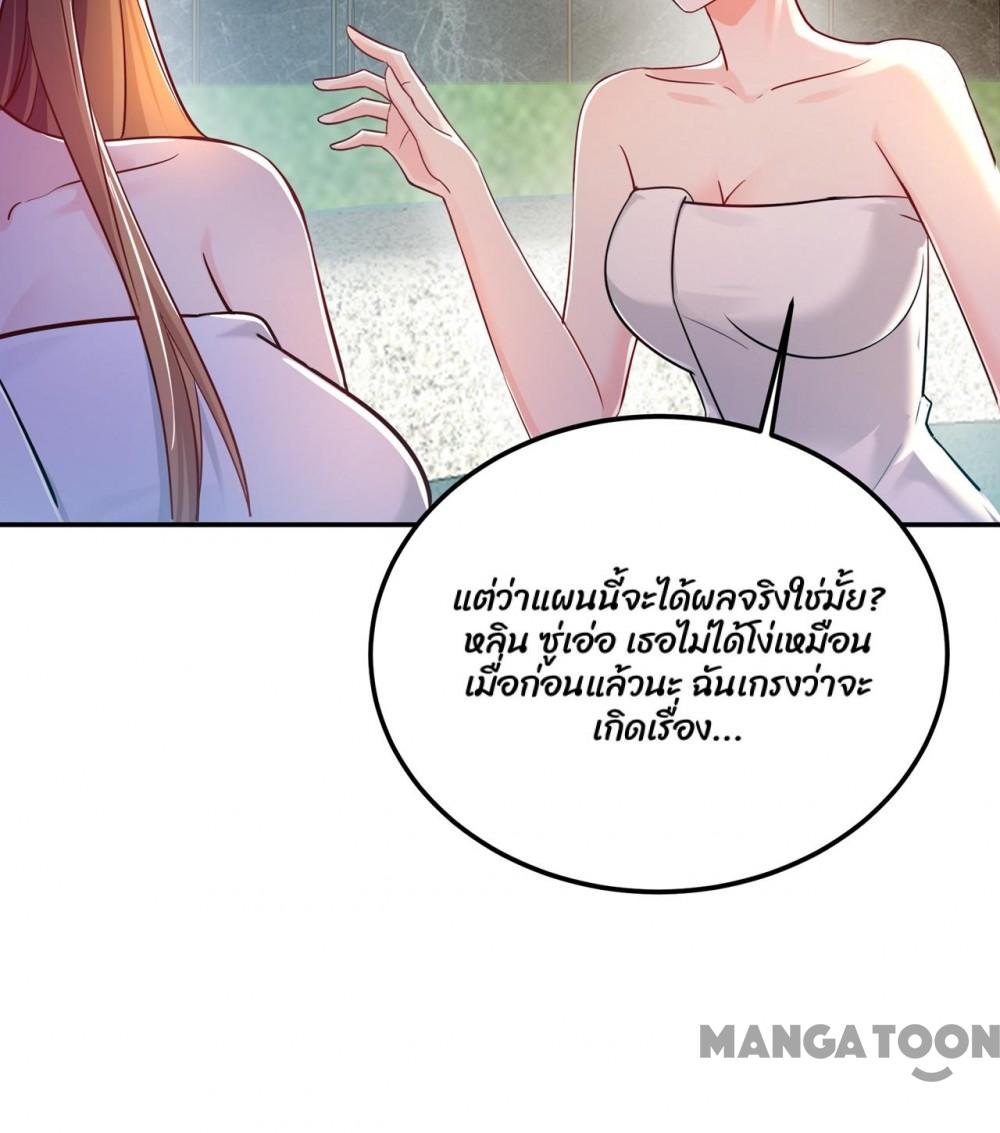 แต่ว่าแผนนี้จะได้ผลจริงใช่มั้ย?
หลิน ซู่เอ่อ เธอไม่ได้โง่เหมือน
เมื่อก่อนแล้วนะ ฉันเกรงว่าจะ
เกิดเรื่อง...
MANGATOON